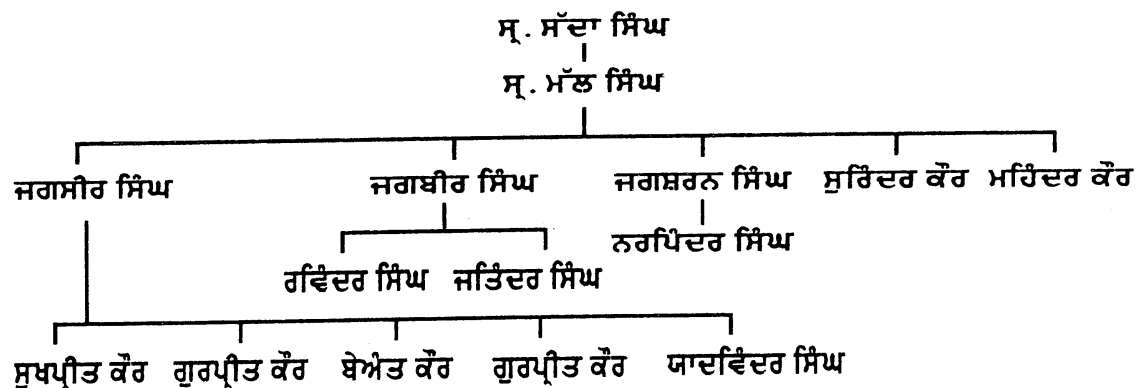 ਸ੍ਰ. ਸੱਦਾ ਸਿੰਘ
ਸ੍ਰ. ਮੱਲ ਸਿੰਘ
ਜਗਸੀਰ ਸਿੰਘ ਜਗਬੀਰ ਸਿੰਘ ਜਗਸ਼ਰਨ ਸਿੰਘ ਸੁਰਿੰਦਰ ਕੌਰ ਮਹਿੰਦਰ ਕੌਰ
ਨਰਪਿੰਦਰ ਸਿੰਘ
ਰਵਿੰਦਰ ਸਿੰਘ ਜਤਿੰਦਰ ਸਿੰਘ
ਸੁਖਪ੍ਰੀਤ ਕੌਰ ਗੁਰਪ੍ਰੀਤ ਕੌਰ ਬੇਅੰਤ ਕੌਰ ਗੁਰਪ੍ਰੀਤ ਕੌਰ ਯਾਦਵਿੰਦਰ ਸਿੰਘ